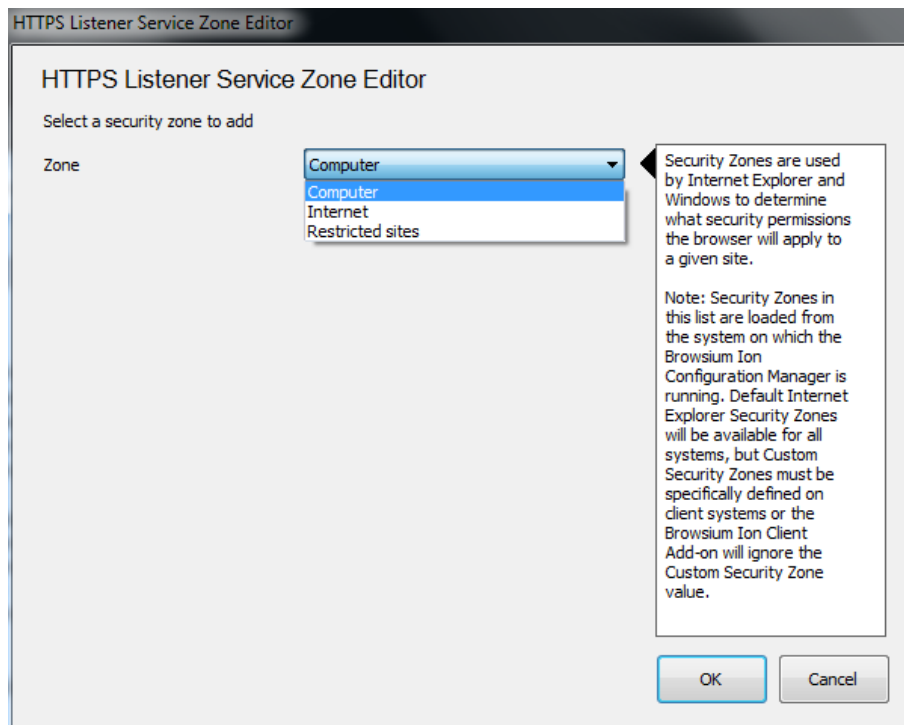 HTTPS Listener Service Zone Editor
HTTPS Listener Service Zone Editor
Select a security zone to add
Zone
Computer
Computer
Internet
Restricted sites
Security Zones are used
by Internet Explorer and
Windows to determine
what security permissions
the browser will apply to
a given site.
Note: Security Zones in
this list are loaded from
the system on which the
Browsium Ion
Configuration Manager is
running. Default Internet
Explorer Security Zones
will be available for all
systems, but Custom
Security Zones must be
specifically defined on
client systems or the
Browsium Ion Client
Add-on will ignore the
Custom Security Zone
value.
OK
Cancel